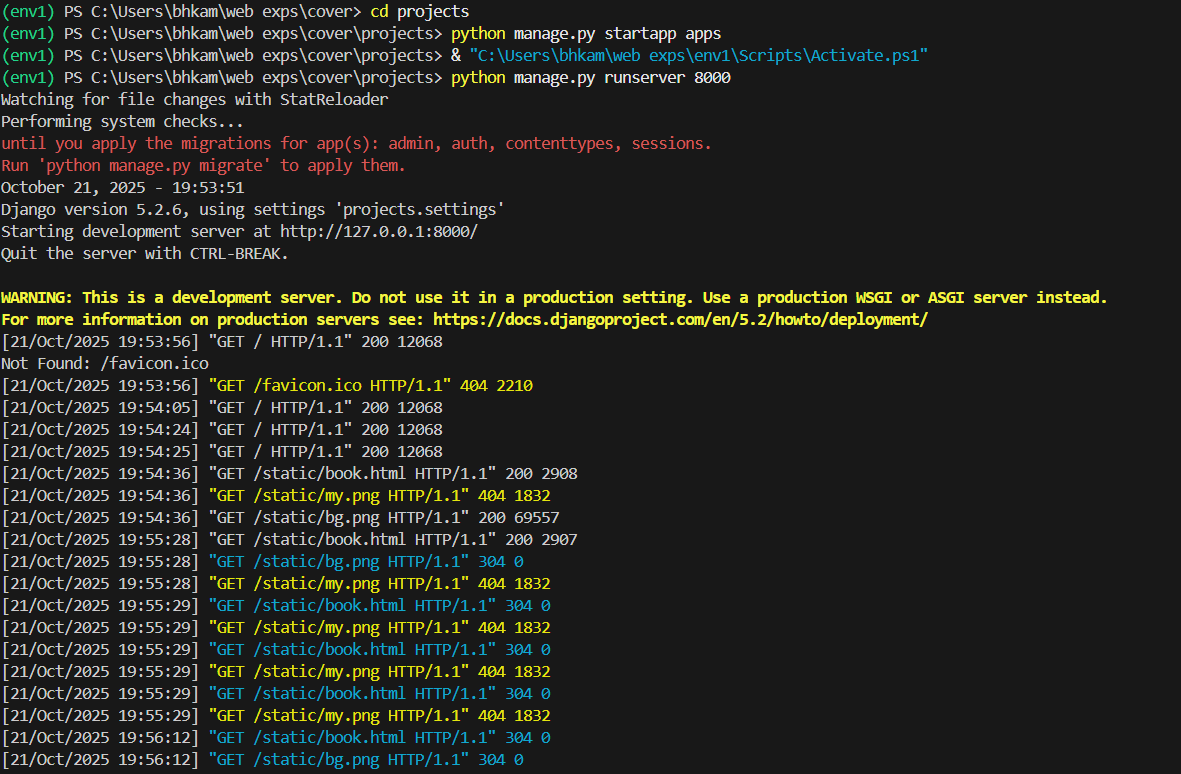 (env1) PS C:\Users\bhkam\web exps\cover> cd projects
(env1) PS C:\Users\bhkam\web exps\cover\projects> python manage.py startapp apps
(env1) PS C:\Users\bhkam\web exps\cover\projects> & "C:\Users\bhkam\web exps\env1\Scripts\Activate.ps1"
(env1) PS C:\Users\bhkam\web exps\cover\projects> python manage.py runserver 8000
Watching for file changes with StatReloader
Performing system checks...
until you apply the migrations for app(s): admin, auth, contenttypes, sessions.
Run 'python manage.py migrate' to apply them.
October 21, 2025 - 19:53:51
Django version 5.2.6, using settings 'projects.settings'
Starting development server at http://127.0.0.1:8000/
Quit the server with CTRL-BREAK.
WARNING: This is a development server. Do not use it in a production setting. Use a production WSGI or ASGI server instead.
For more information on production servers see: https://docs.djangoproject.com/en/5.2/howto/deployment/
[21/Oct/2025 19:53:56] "GET / HTTP/1.1" 200 12068
Not Found: /favicon.ico
[21/Oct/2025 19:53:56] "GET /favicon.ico HTTP/1.1" 404 2210
[21/Oct/2025 19:54:05] "GET / HTTP/1.1" 200 12068
[21/Oct/2025 19:54:24] "GET / HTTP/1.1" 200 12068
[21/Oct/2025 19:54:25] "GET / HTTP/1.1" 200 12068
[21/Oct/2025 19:54:36] "GET /static/book.html HTTP/1.1" 200 2908
[21/Oct/2025 19:54:36] "GET /static/my.png HTTP/1.1" 404 1832
[21/Oct/2025 19:54:36] "GET /static/bg.png HTTP/1.1" 200 69557
[21/Oct/2025 19:55:28] "GET /static/book.html HTTP/1.1" 200 2907
[21/Oct/2025 19:55:28] "GET /static/bg.png HTTP/1.1" 304 0
[21/Oct/2025 19:55:28] "GET /static/my.png HTTP/1.1" 404 1832
[21/Oct/2025 19:55:29] "GET /static/book.html HTTP/1.1" 304 0
[21/Oct/2025 19:55:29] "GET /static/my.png HTTP/1.1" 404 1832
[21/Oct/2025 19:55:29] "GET /static/book.html HTTP/1.1" 304 0
[21/Oct/2025 19:55:29] "GET /static/my.png HTTP/1.1" 404 1832
[21/Oct/2025 19:55:29] "GET /static/book.html HTTP/1.1" 304 0
[21/Oct/2025 19:55:29] "GET /static/my.png HTTP/1.1" 404 1832
[21/Oct/2025 19:56:12] "GET /static/book.html HTTP/1.1" 304 0
[21/Oct/2025 19:56:12] "GET /static/bg.png HTTP/1.1" 304 0